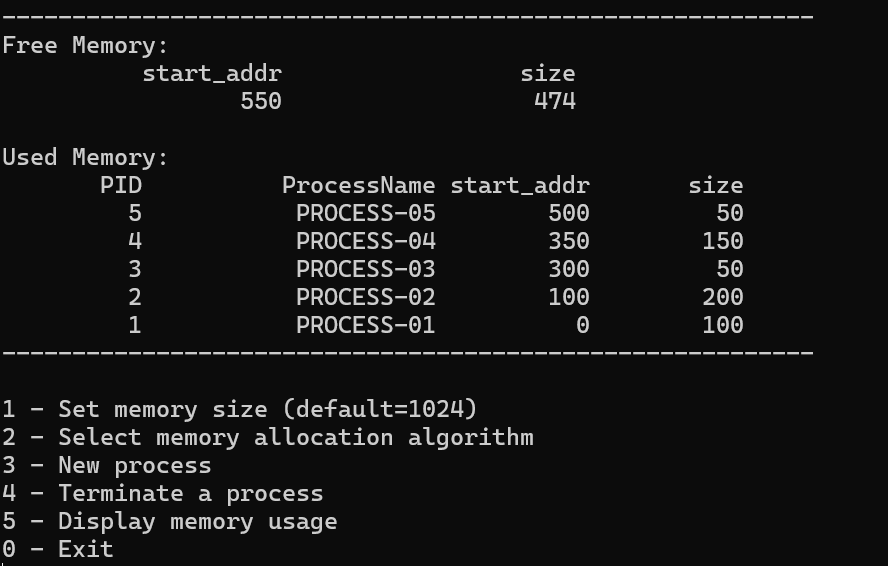 ----------------------------------------------------------
Free Memory:
          start_addr                 size
                 550                  474

Used Memory:
       PID          ProcessName start_addr       size
         5           PROCESS-05        500         50
         4           PROCESS-04        350        150
         3           PROCESS-03        300         50
         2           PROCESS-02        100        200
         1           PROCESS-01          0        100
----------------------------------------------------------

1 - Set memory size (default=1024)
2 - Select memory allocation algorithm
3 - New process
4 - Terminate a process
5 - Display memory usage
0 - Exit